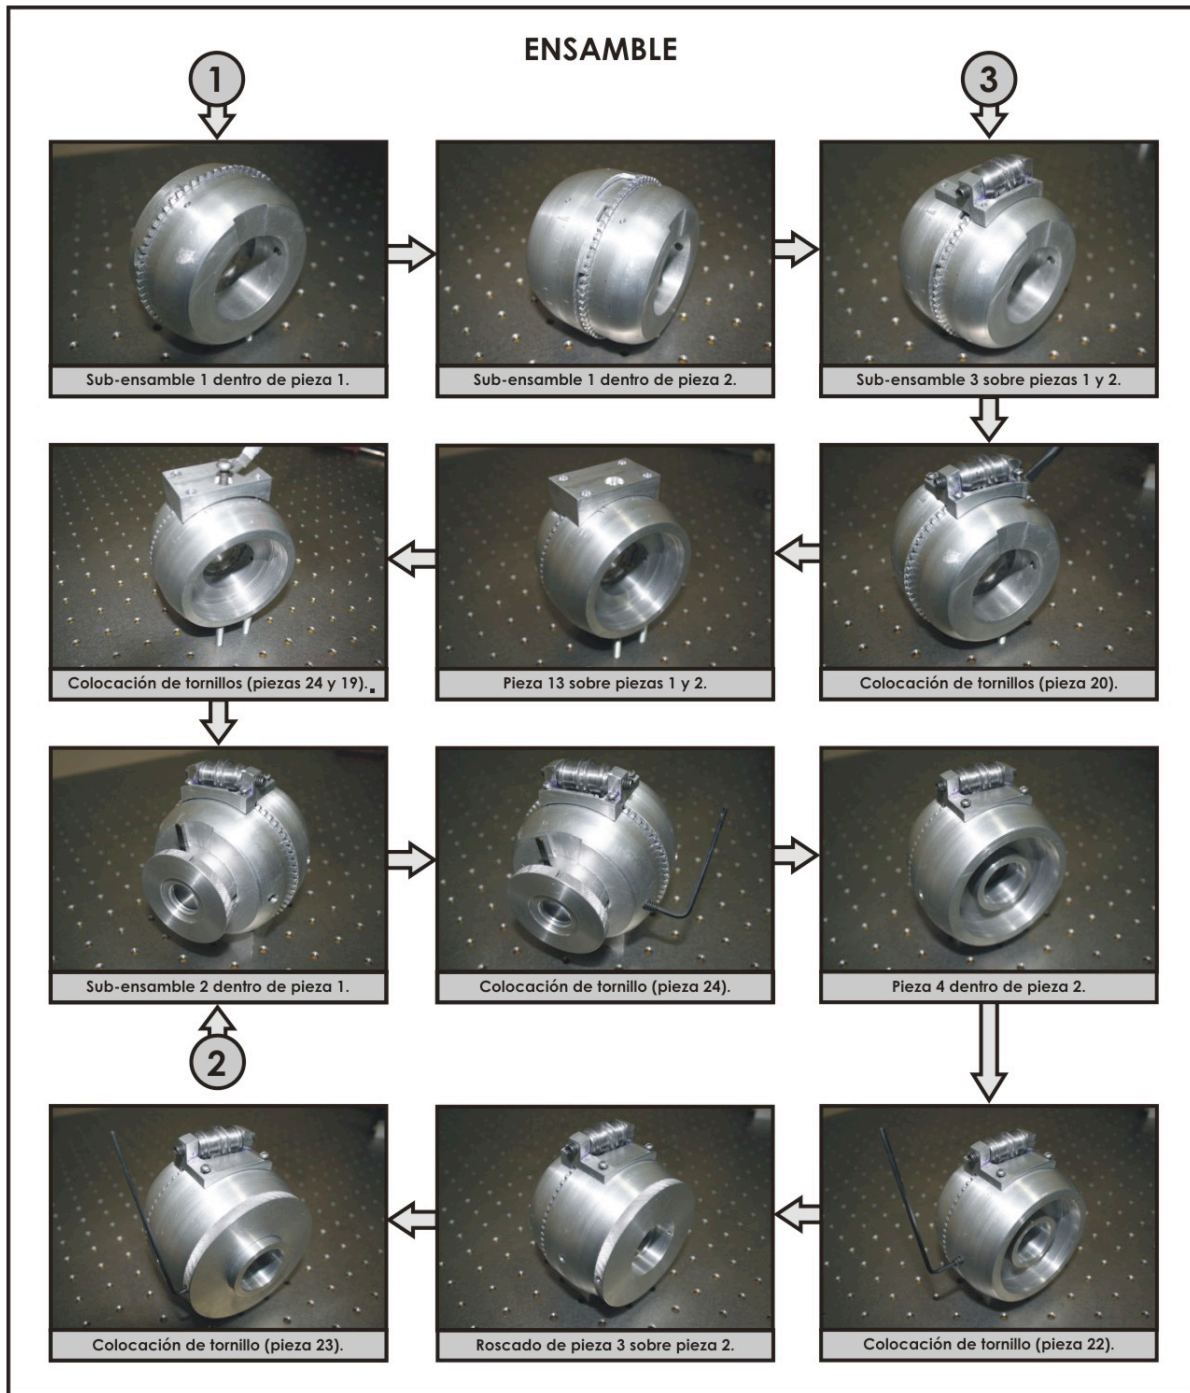 ENSAMBLE
1
3
Sub-ensamble 1 dentro de pieza 1.
Sub-ensamble 1 dentro de pieza 2.
Sub-ensamble 3 sobre piezas 1 y 2.
Colocación de tornillos (piezas 24 y 19).
Pieza 13 sobre piezas 1 y 2.
Colocación de tornillos (pieza 20).
Sub-ensamble 2 dentro de pieza 1.
Colocación de tornillo (pieza 24).
Pieza 4 dentro de pieza 2.
2
Colocación de tornillo (pieza 23).
Roscado de pieza 3 sobre pieza 2.
Colocación de tornillo (pieza 22).